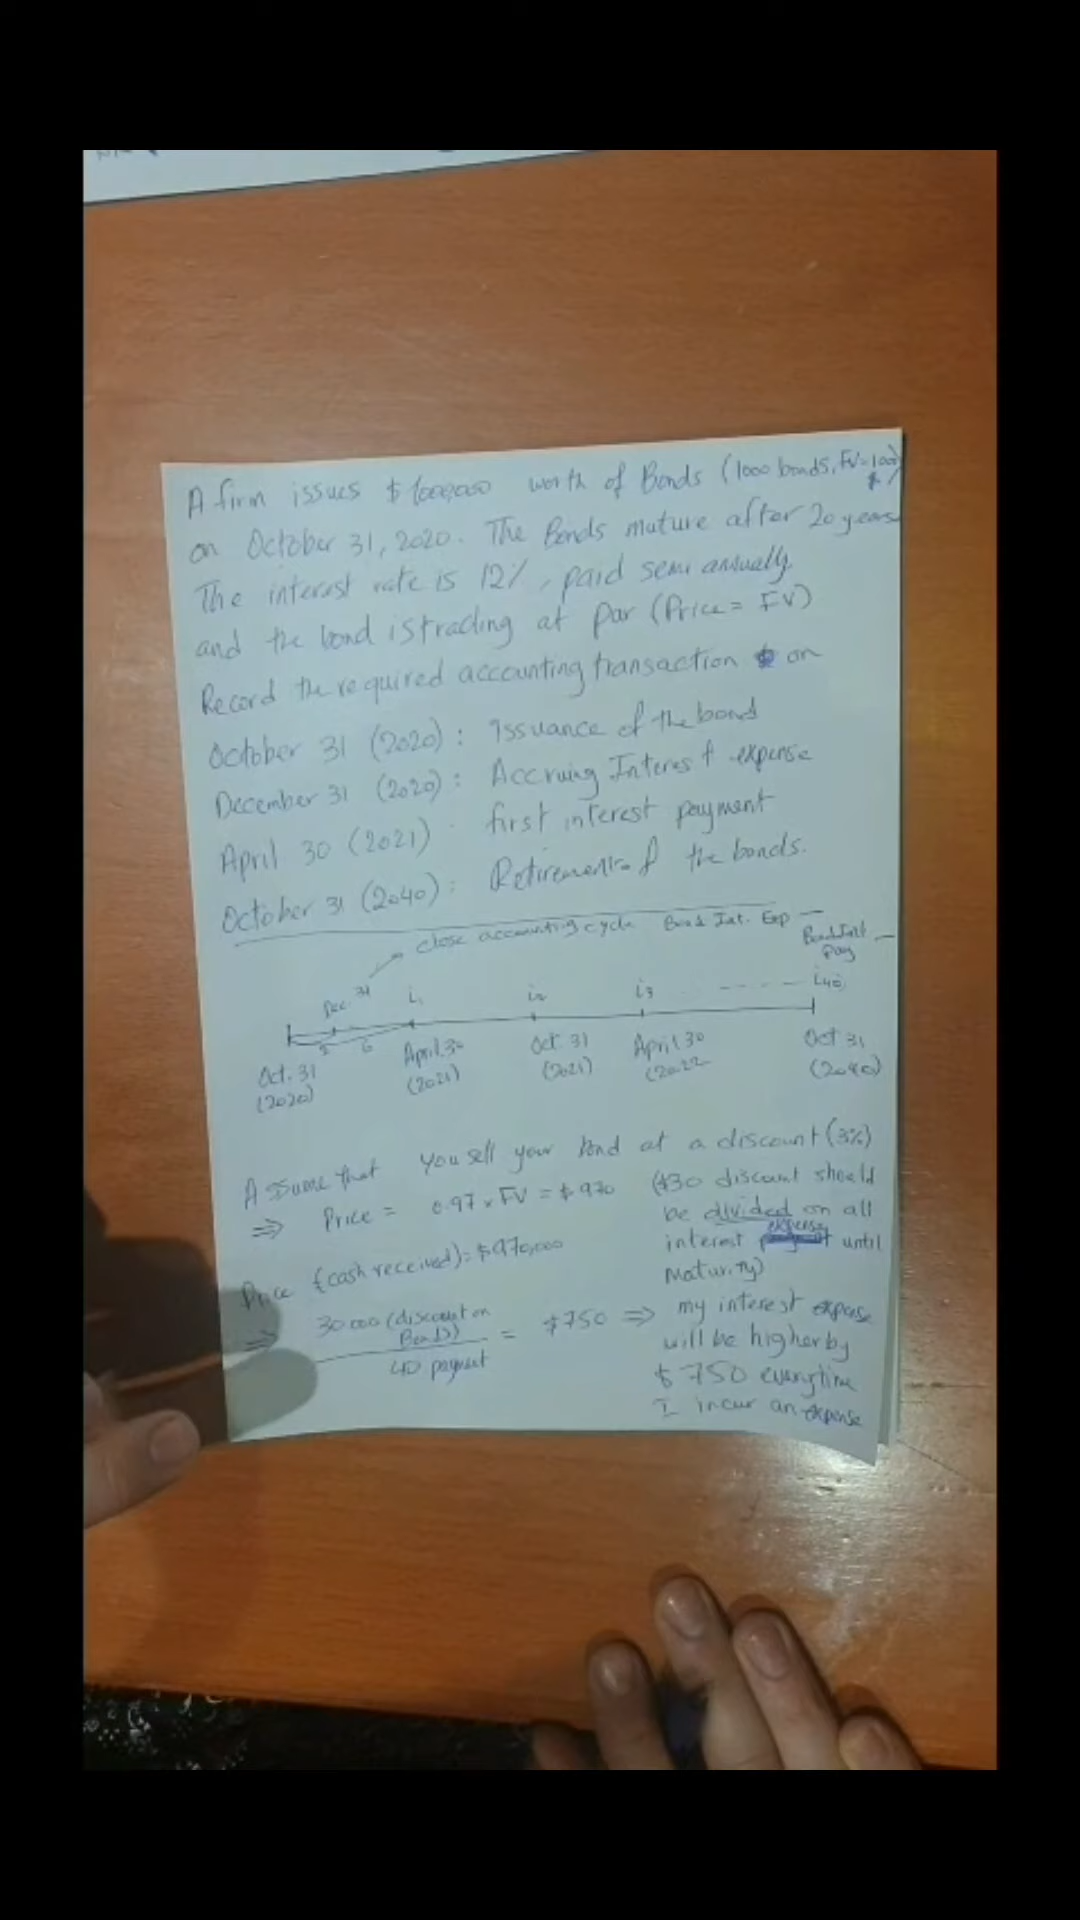 A firm issues $ 1000,000 worth of Bonds (1000 bonds, FV=1000 $)
on October 31, 2020. The Bonds mature after 20 years
The interest rate is 12%, paid semi annually
and the bond is trading at par (Price = FV)
Record the required accounting transaction on
October 31 (2020): Issuance of the bond
December 31 (2020): Accruing Interest expense
April 30 (2021) : first interest payment
October 31 (2040): Retirement of the bonds.
close accounting cycle Bond Int. Exp —
Bond Int Pay —
Dec 31 i1 i2 i3 - - - - i40
2 6
Oct. 31 April 30 Oct. 31 April 30 Oct 31
(2020) (2021) (2021) (2022 (2040)
Assume that you sell your bond at a discount (3%)
⇒ Price = 0.97 x FV = $ 970 ($30 discount should
be divided on all
expense
interest until
Maturity)
Price (cash received) = $970,000
⇒ 30 000 (discount on Bonds) = $750 ⇒ my interest expense
40 payment
will be higher by
$ 750 everytime
I incur an expense